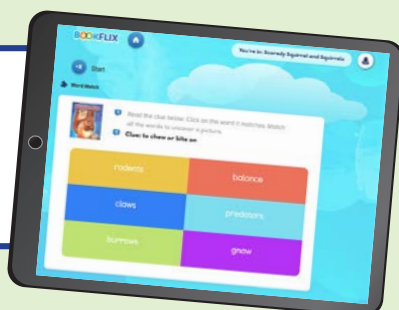 BOOKFLIX
You're in: Scaredy Squirrel and Squirrels
Start
Word Match
Read the clue below. Click on the word it matches. Match
all the words to uncover a picture.
Clue: to chew or bite on
rodents
balance
claws
predators
burrows
gnaw